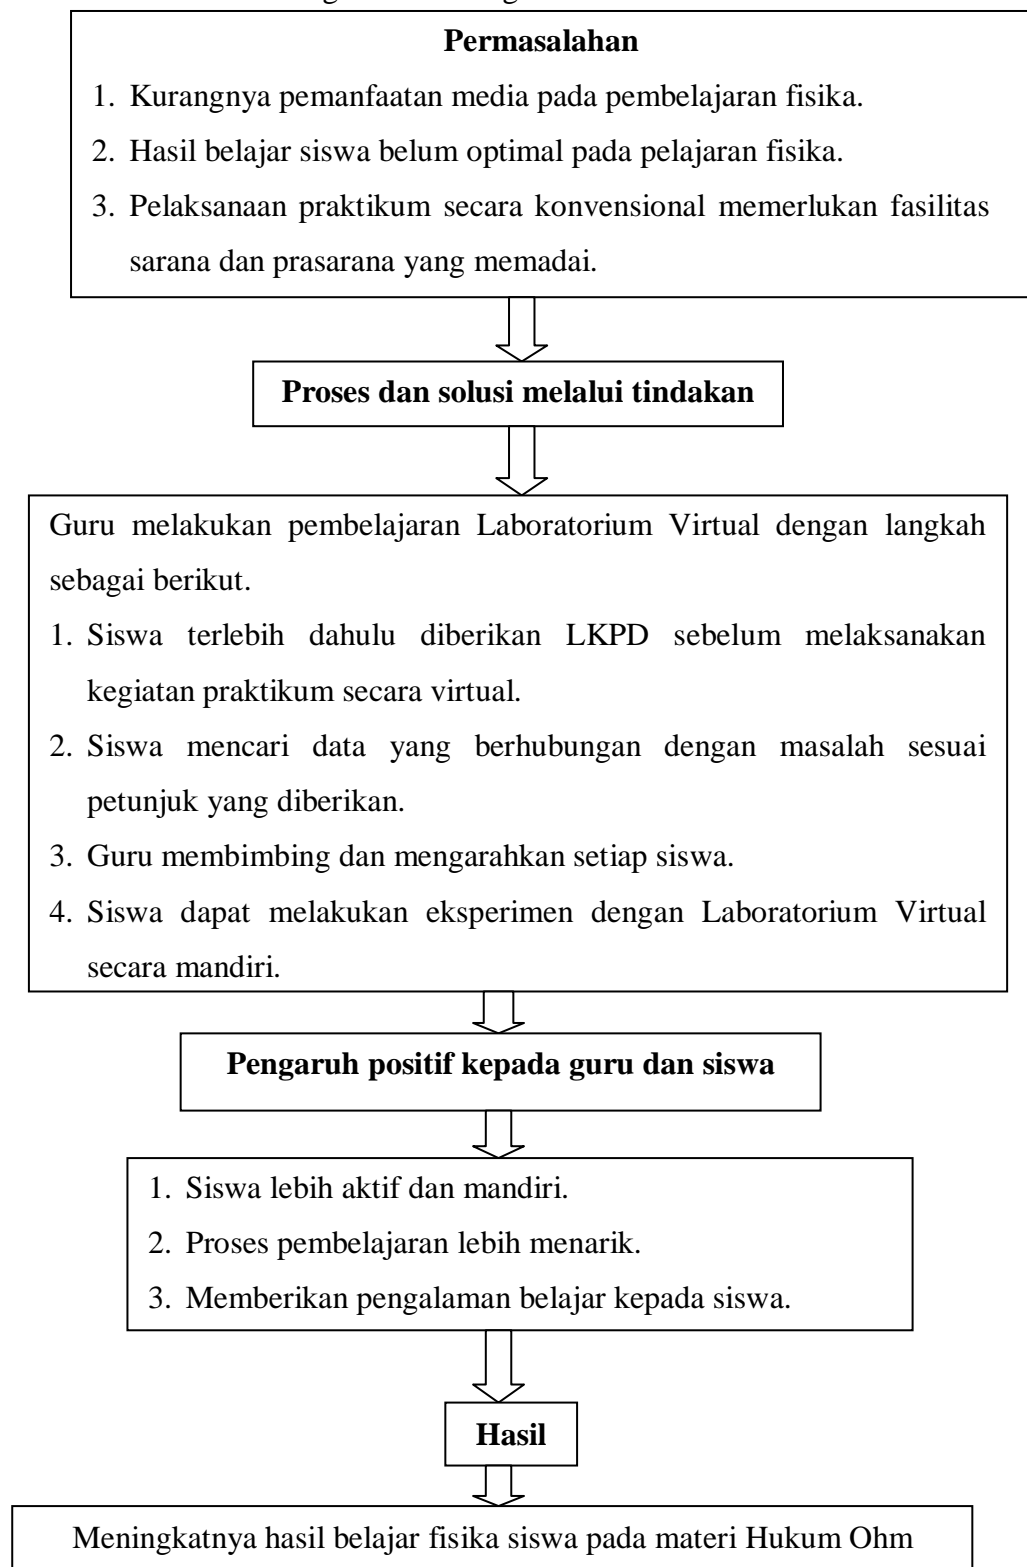 Permasalahan
1. Kurangnya pemanfaatan media pada pembelajaran fisika.
2. Hasil belajar siswa belum optimal pada pelajaran fisika.
3. Pelaksanaan praktikum secara konvensional memerlukan fasilitas
sarana dan prasarana yang memadai.
Proses dan solusi melalui tindakan
Guru melakukan pembelajaran Laboratorium Virtual dengan langkah
sebagai berikut.
1. Siswa terlebih dahulu diberikan LKPD sebelum melaksanakan
kegiatan praktikum secara virtual.
2. Siswa mencari data yang berhubungan dengan masalah sesuai
petunjuk yang diberikan.
3. Guru membimbing dan mengarahkan setiap siswa.
4. Siswa dapat melakukan eksperimen dengan Laboratorium Virtual
secara mandiri.
Pengaruh positif kepada guru dan siswa
1. Siswa lebih aktif dan mandiri.
2. Proses pembelajaran lebih menarik.
3. Memberikan pengalaman belajar kepada siswa.
Hasil
Meningkatnya hasil belajar fisika siswa pada materi Hukum Ohm